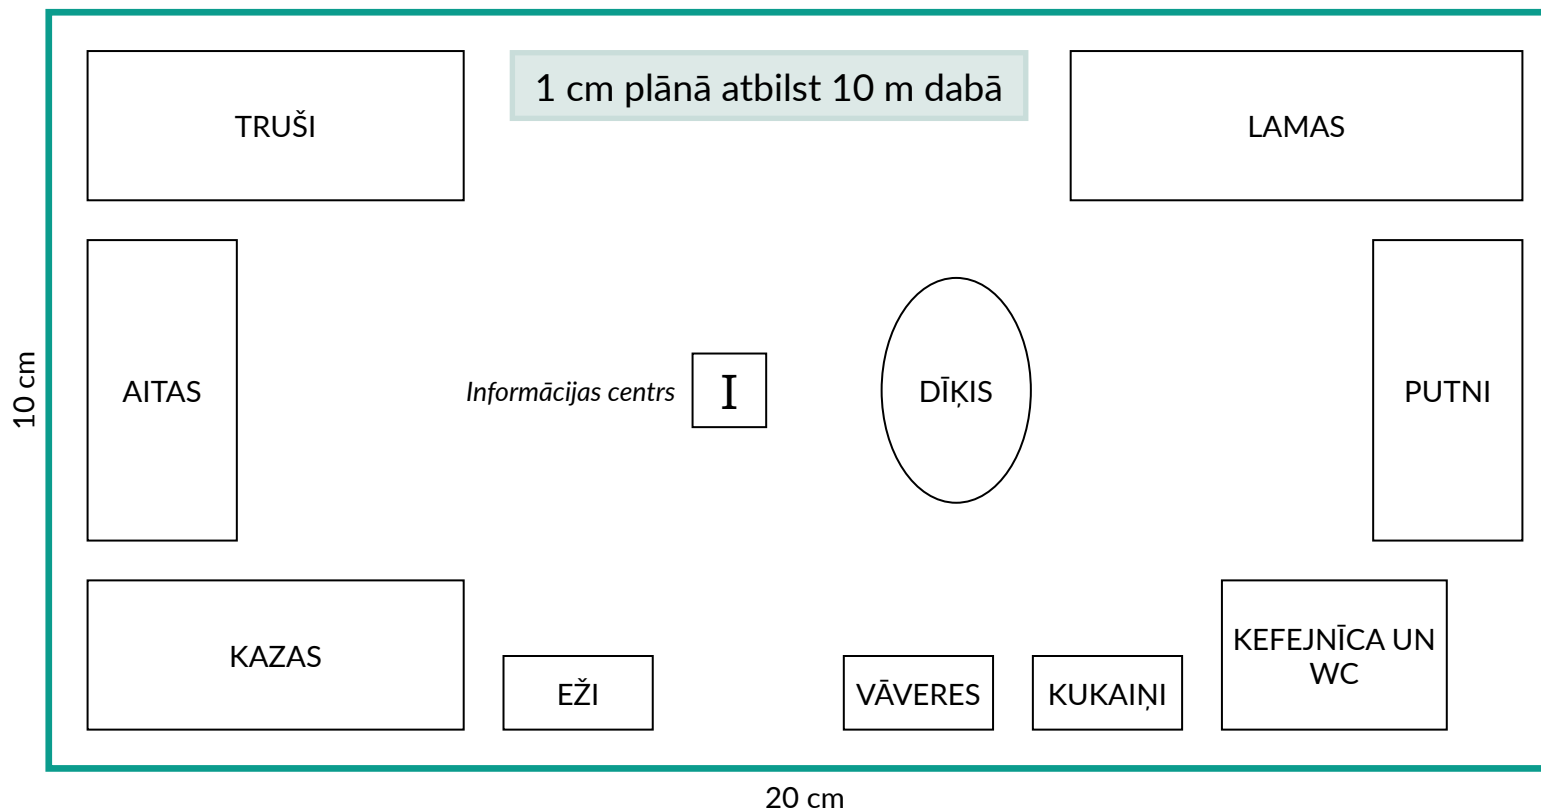 1 cm plānā atbilst 10 m dabā
TRUŠI
LAMAS
AITAS
Informācijas centrs
I
DĪĶIS
PUTNI
10 cm
KAZAS
EŽI
VĀVERES
KUKAIŅI
KEFEJNĪCA UN
WC
20 cm